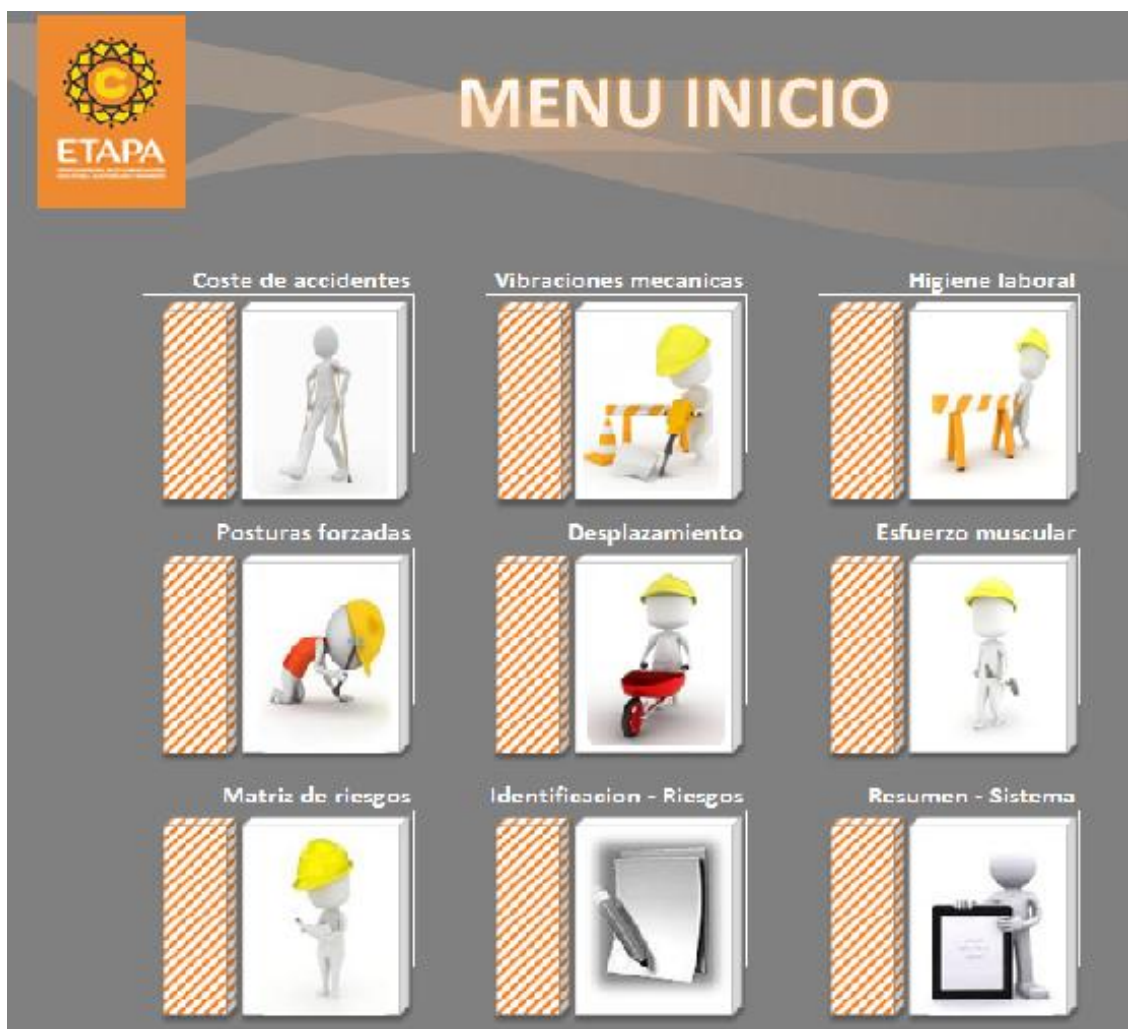 MENU INICIO
ETAPA
Coste de accidentes
Vibraciones mecanicas
Higiene laboral
Posturas forzadas
Desplazamiento
Esfuerzo muscular
Matriz de riesgos
Identificacion - Riesgos
Resumen - Sistema